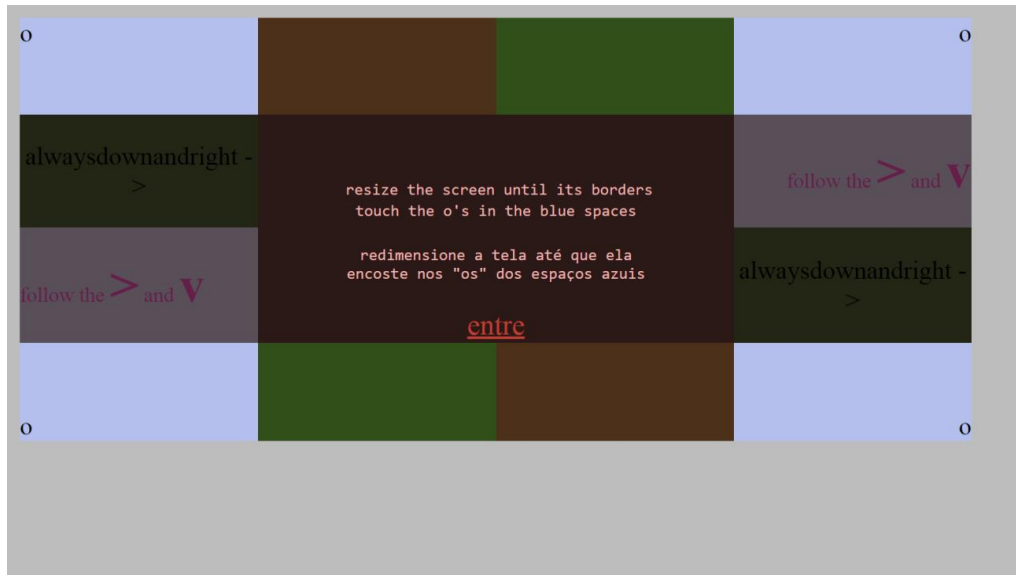 o
o
alwaysdownandright -
>
follow the > and v
resize the screen until its borders
touch the o's in the blue spaces
redimensione a tela até que ela
encoste nos "os" dos espaços azuis
follow the > and v
alwaysdownandright -
>
entre
o
o